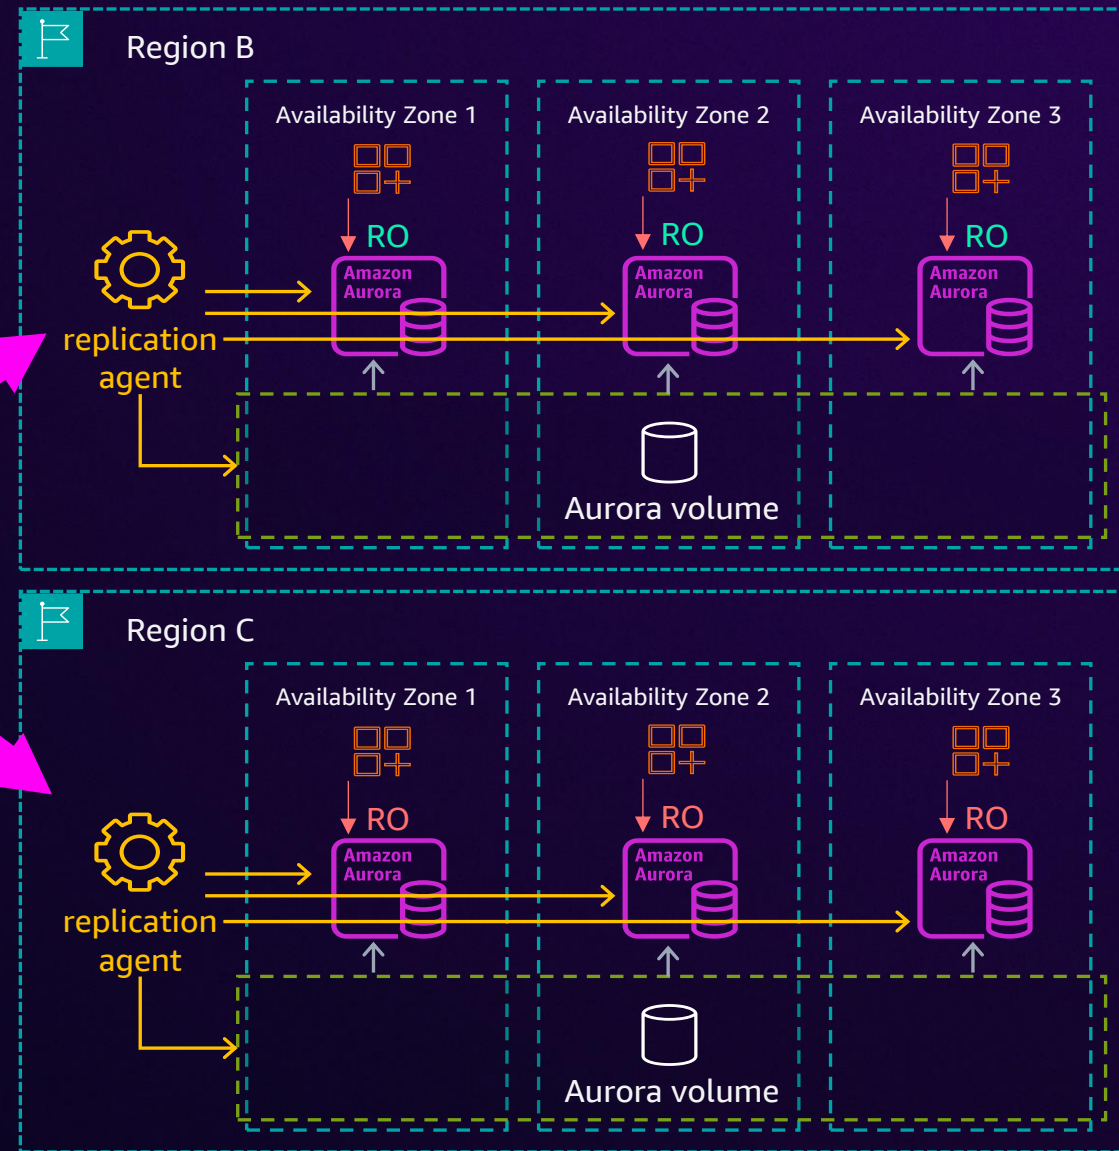 Region B
Availability Zone 1
Availability Zone 2
Availability Zone 3
RO
RO
RO
Amazon
Aurora
Amazon
Aurora
Amazon
Aurora
replication
agent
Aurora volume
Region C
Availability Zone 1
Availability Zone 2
Availability Zone 3
RO
RO
RO
Amazon
Aurora
Amazon
Aurora
Amazon
Aurora
replication
agent
Aurora volume